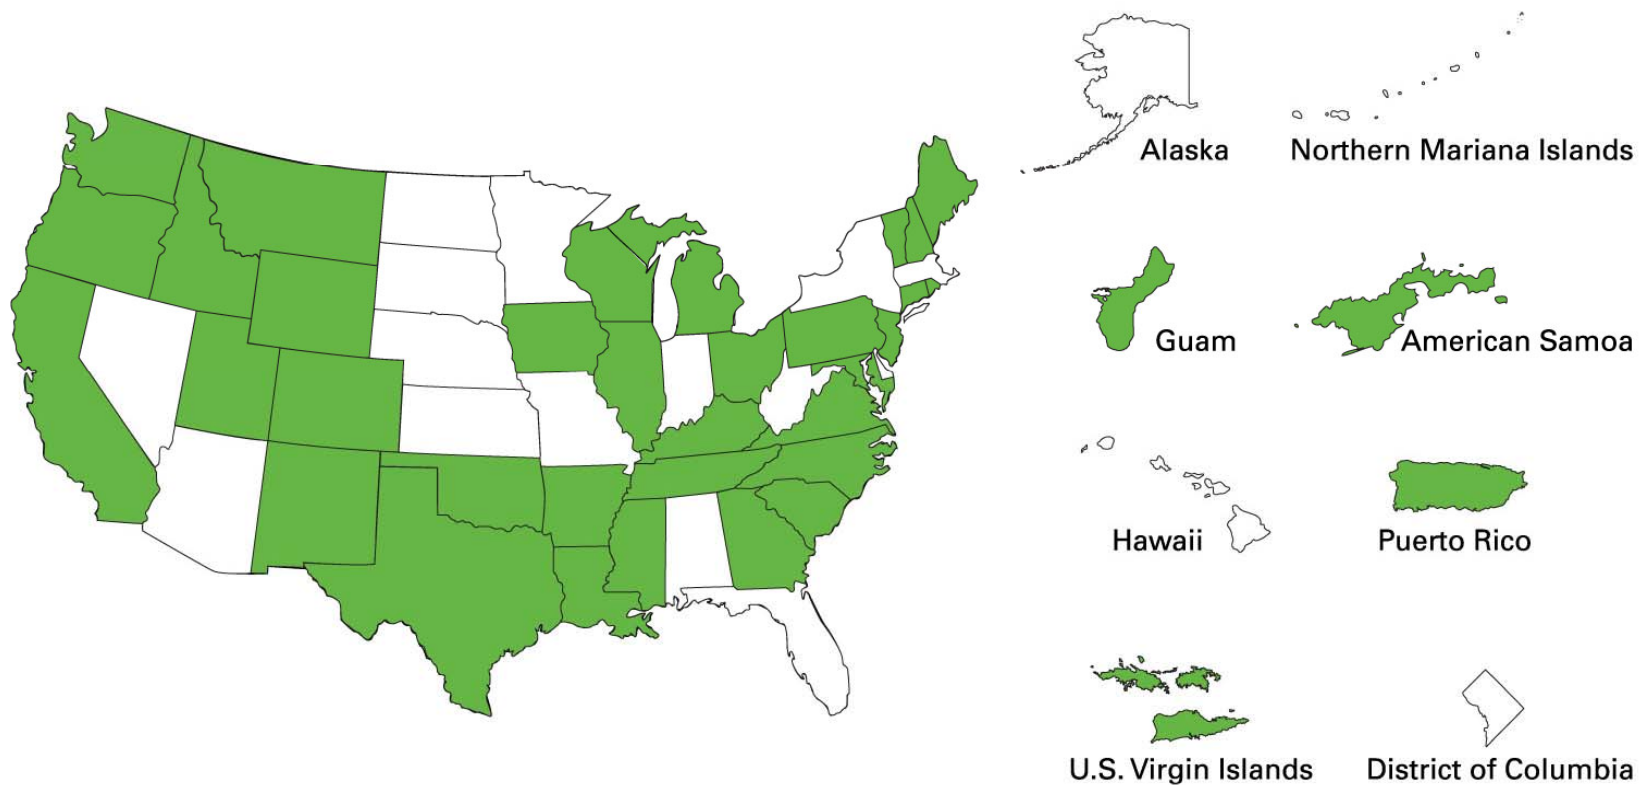 Alaska
Northern Mariana Islands
Guam
American Samoa
Hawaii
Puerto Rico
U.S. Virgin Islands
District of Columbia